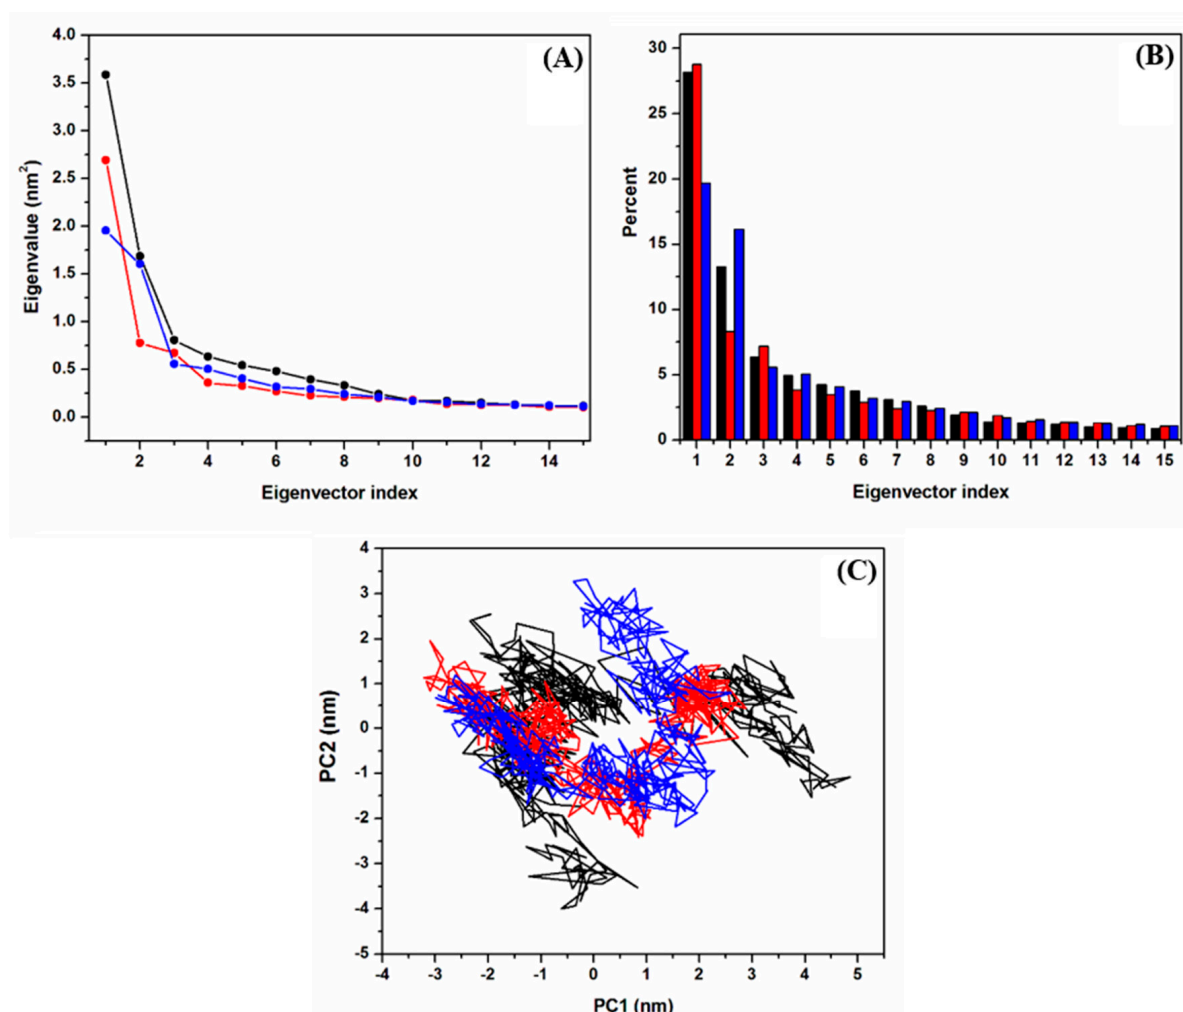 (A)
4.0
3.5
3.0
2.5
2.0
1.5
1.0
0.5
0.0
Eigenvalue (nm²)
2 4 6 8 10 12 14
Eigenvector index
(B)
30
25
20
15
10
5
0
Percent
1 2 3 4 5 6 7 8 9 10 11 12 13 14 15
Eigenvector index
(C)
4
3
2
1
0
-1
-2
-3
-4
-5
PC2 (nm)
-4 -3 -2 -1 0 1 2 3 4 5
PC1 (nm)